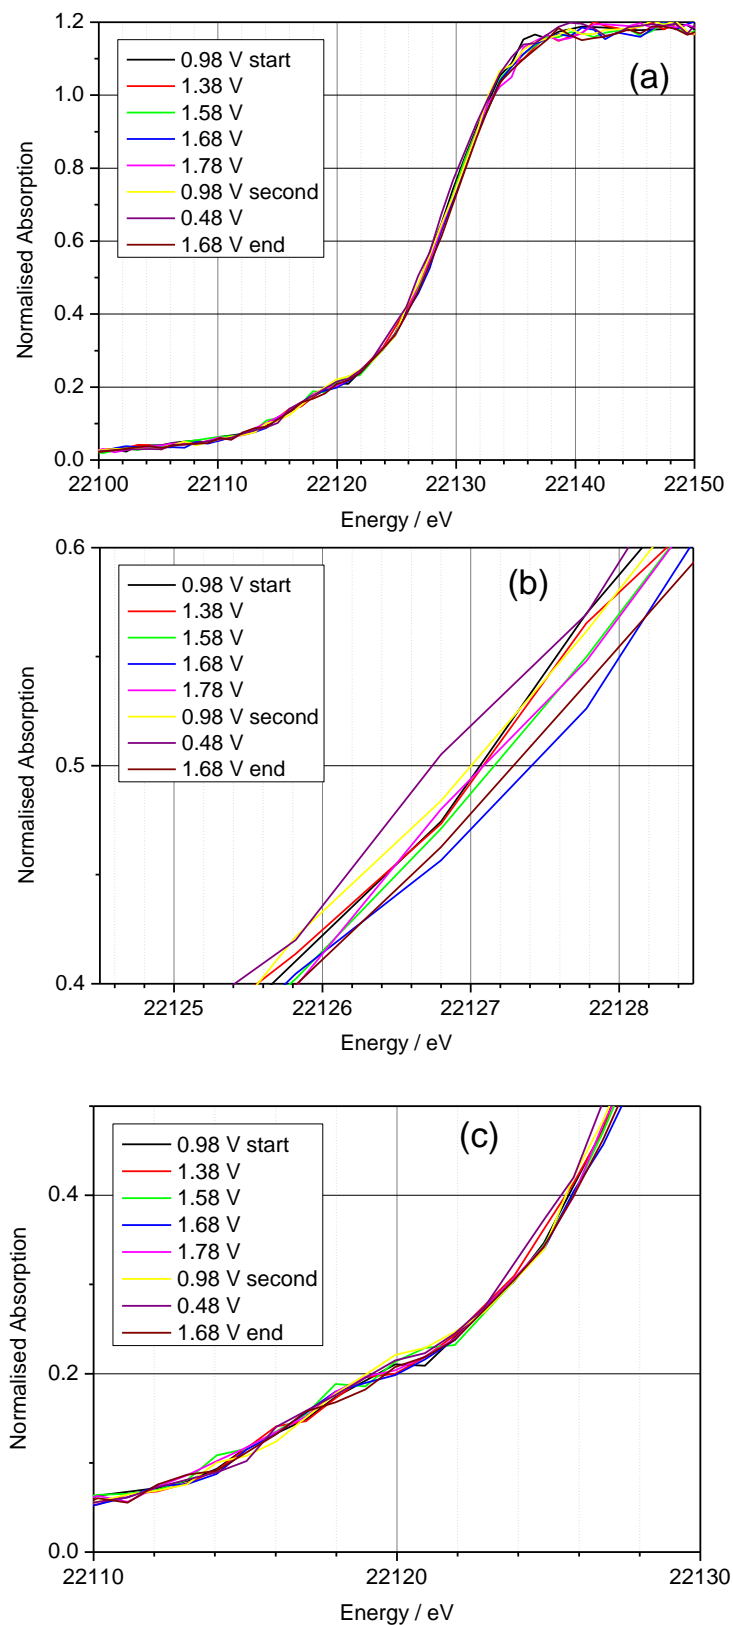 1.2
1.0
0.8
0.6
0.4
0.2
0.0
Normalised Absorption
0.98 V start
1.38 V
1.58 V
1.68 V
1.78 V
0.98 V second
0.48 V
1.68 V end
(a)
22100 22110 22120 22130 22140 22150
Energy / eV
0.6
0.5
0.4
Normalised Absorption
0.98 V start
1.38 V
1.58 V
1.68 V
1.78 V
0.98 V second
0.48 V
1.68 V end
(b)
22125 22126 22127 22128
Energy / eV
0.4
0.2
0.0
Normalised Absorption
0.98 V start
1.38 V
1.58 V
1.68 V
1.78 V
0.98 V second
0.48 V
1.68 V end
(c)
22110 22120 22130
Energy / eV